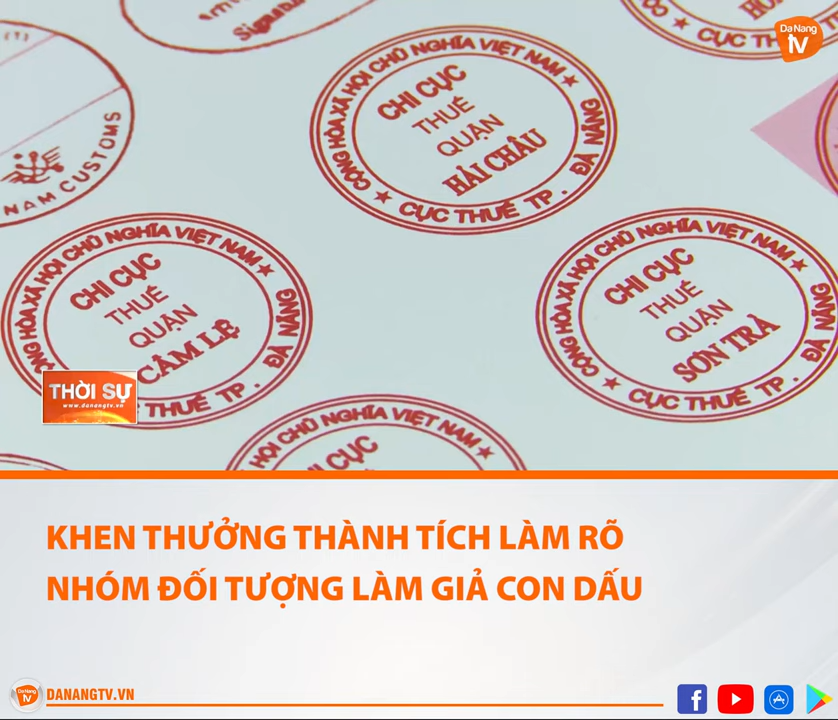 Da Nang
tv
CỘNG HÒA XÃ HỘI CHỦ NGHĨA VIỆT NAM
CHI CỤC
THUẾ
QUẬN
HẢI CHÂU
CỤC THUẾ TP. ĐÀ NẴNG
NAM CUSTOMS
CỘNG HÒA XÃ HỘI CHỦ NGHĨA VIỆT NAM
CHI CỤC
THUẾ
QUẬN
CẨM LỆ
THUẾ TP. ĐÀ NẴNG
CỘNG HÒA XÃ HỘI CHỦ NGHĨA VIỆT NAM
CHI CỤC
THUẾ
QUẬN
SƠN TRÀ
CỤC THUẾ TP. ĐÀ NẴNG
HỘI CHỦ NGHĨA VIỆT NAM
CHI CỤC
THỜI SỰ
www.danangtv.vn
KHEN THƯỞNG THÀNH TÍCH LÀM RÕ
NHÓM ĐỐI TƯỢNG LÀM GIẢ CON DẤU
Da Nang
tv
DANANGTV.VN